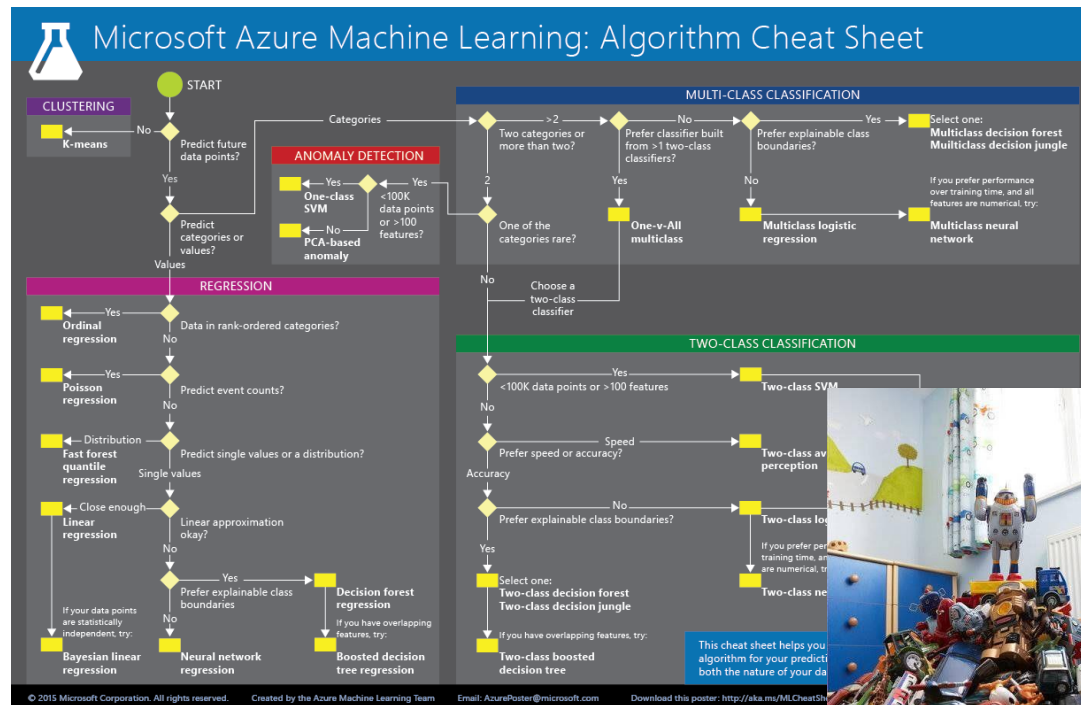 Microsoft Azure Machine Learning: Algorithm Cheat Sheet
START
CLUSTERING
K-means
No
Predict future
data points?
Yes
Predict
categories or
values?
Categories
Values
ANOMALY DETECTION
Yes
One-class
SVM
No
PCA-based
anomaly
Yes
<100K
data points
or >100
features?
MULTI-CLASS CLASSIFICATION
Two categories or
more than two?
>2
2
Prefer classifier built
from >1 two-class
classifiers?
No
Yes
Prefer explainable class
boundaries?
Yes
No
Select one:
Multiclass decision forest
Muilticlass decision jungle
One of the
categories rare?
No
One-v-All
multiclass
Choose a
two-class
classifier
Multiclass logistic
regression
If you prefer performance
over training time, and all
features are numerical, try:
Multiclass neural
network
REGRESSION
Yes
Ordinal
regression
Data in rank-ordered categories?
No
Yes
Poisson
regression
Predict event counts?
No
Distribution
Fast forest
quantile
regression
Predict single values or a distribution?
Single values
Close enough
Linear
regression
Linear
approximation
okay?
No
Yes
Prefer explainable class
boundaries
No
Decision forest
regression
If your data points
are statistically
independent, try:
Bayesian linear
regression
Neural network
regression
If you have overlapping
features, try:
Boosted decision
tree regression
TWO-CLASS CLASSIFICATION
Yes
<100K data points or >100 features
Two-class SVM
No
Speed
Prefer speed or accuracy?
Two-class
perception
Accuracy
No
Prefer explainable class boundaries?
Two-class
Yes
If you prefer
training time,
are numerical,
Select one:
Two-class decision forest
Two-class decision jungle
Two-class
If you have overlapping features, try:
Two-class boosted
decision tree
This cheat sheet helps you
algorithm for your
both the nature of your
© 2015 Microsoft Corporation. All rights reserved. Created by the Azure Machine Learning Team Email: AzurePoster@microsoft.com Download this poster: